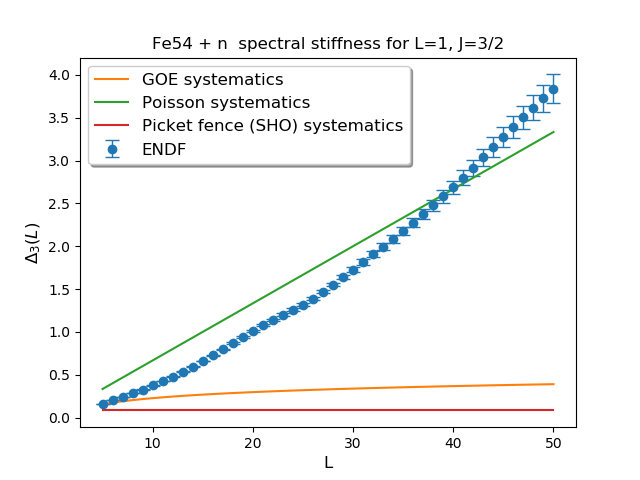 Fe54 + n  spectral stiffness for L=1, J=3/2
GOE systematics
Poisson systematics
Picket fence (SHO) systematics
ENDF
Δ₃(L)
4.0
3.5
3.0
2.5
2.0
1.5
1.0
0.5
0.0
10
20
30
40
50
L